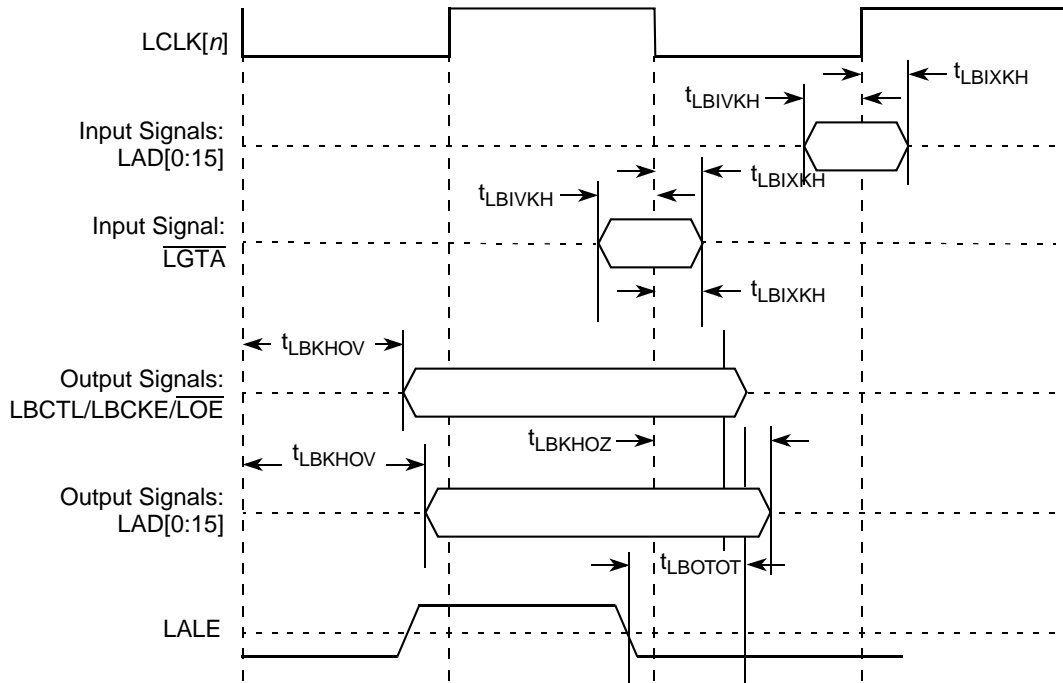 LCLK[n]
tLBIXKH
tLBIVKH
Input Signals:
LAD[0:15]
tLBIXKH
tLBIVKH
Input Signal:
LGTA
tLBIXKH
tLBKHOV
Output Signals:
LBCTL/LBCKE/LOE
tLBKHOZ
tLBKHOV
Output Signals:
LAD[0:15]
tLBOTOT
LALE